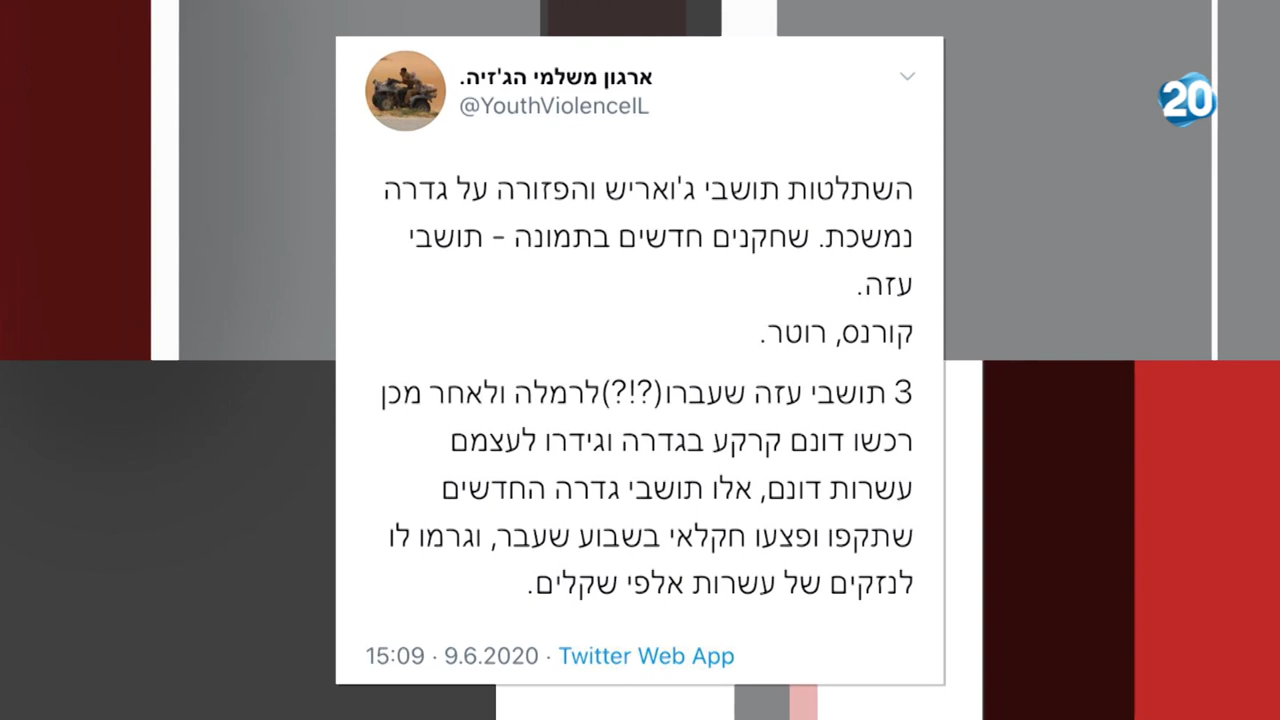 ארגון משלמי הג'זיה.
@YouthViolenceIL
20
השתלטות תושבי ג'ואריש והפזורה על גדרה
נמשכת. שחקנים חדשים בתמונה - תושבי
עזה.
קורנס, רוטר.
3 תושבי עזה שעברו(?!?)לרמלה ולאחר מכן
רכשו דונם קרקע בגדרה וגידרו לעצמם
עשרות דונם, אלו תושבי גדרה החדשים
שתקפו ופצעו חקלאי בשבוע שעבר, וגרמו לו
לנזקים של עשרות אלפי שקלים.
15:09 · 9.6.2020 · Twitter Web App